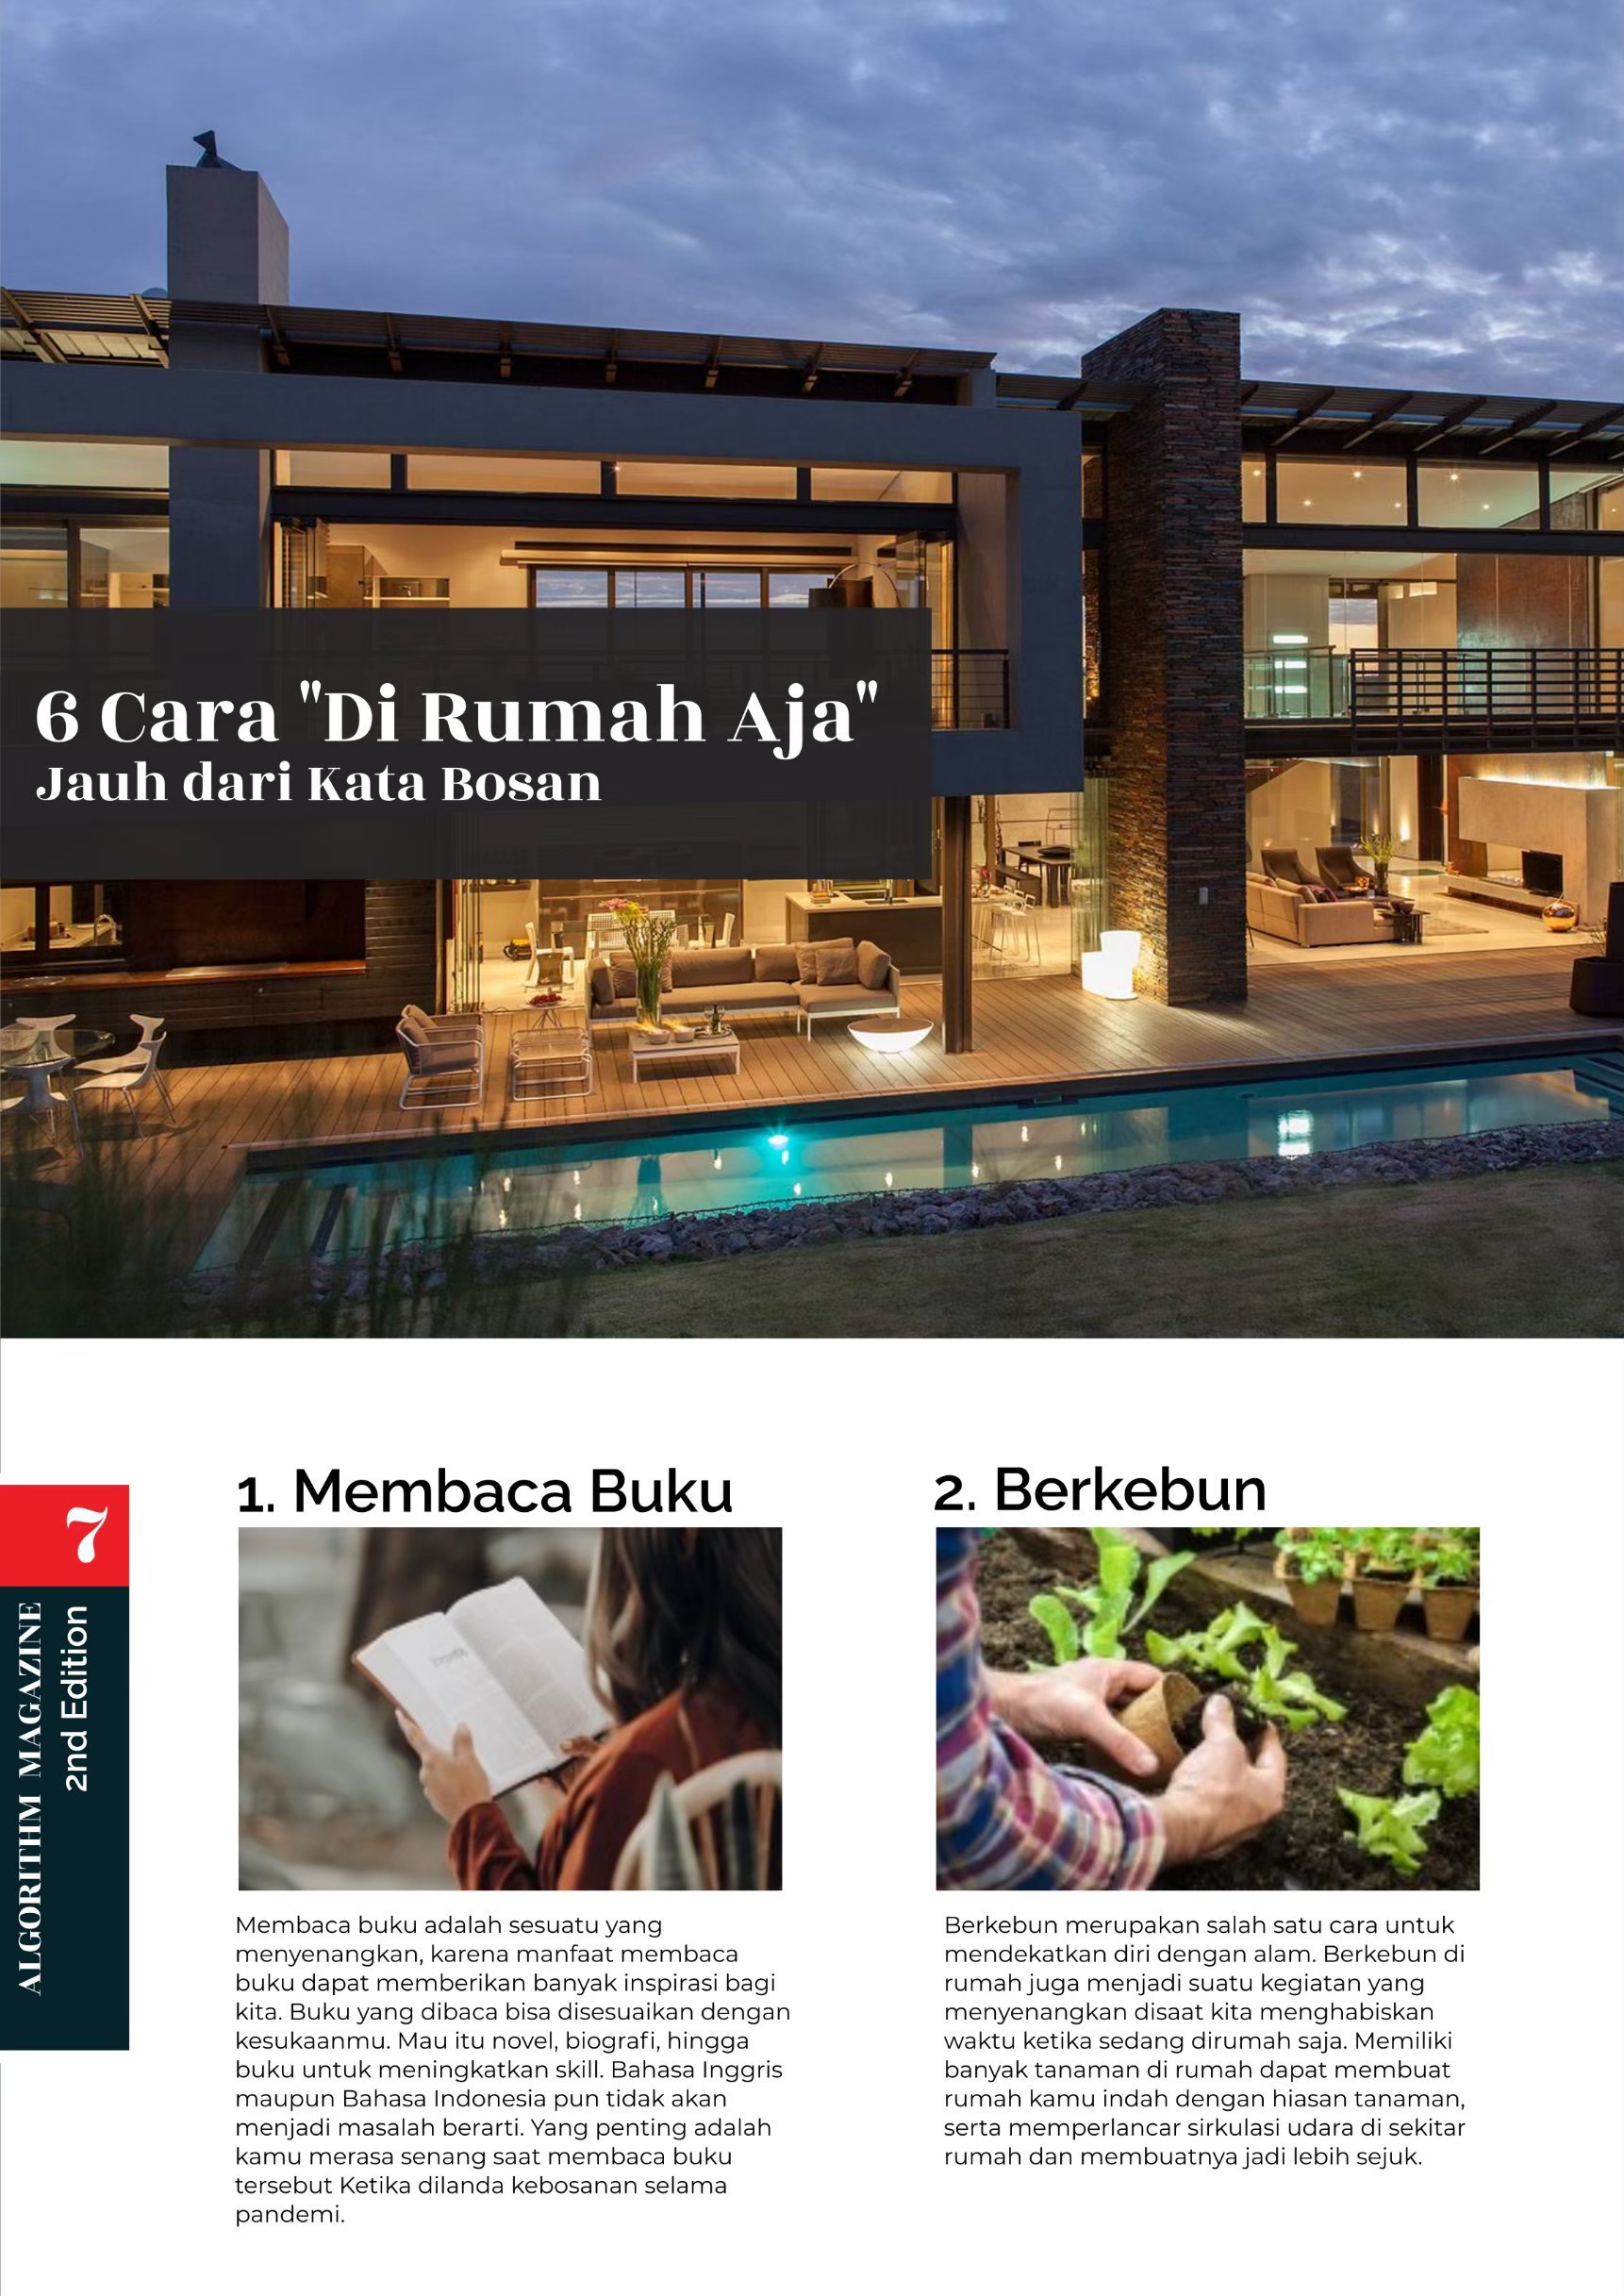 6 Cara "Di Rumah Aja"
Jauh dari Kata Bosan
7
ALGORITHM MAGAZINE
2nd Edition
1. Membaca Buku
Membaca buku adalah sesuatu yang
menyenangkan, karena manfaat membaca
buku dapat memberikan banyak inspirasi bagi
kita. Buku yang dibaca bisa disesuaikan dengan
kesukaanmu. Mau itu novel, biografi, hingga
buku untuk meningkatkan skill. Bahasa Inggris
maupun Bahasa Indonesia pun tidak akan
menjadi masalah berarti. Yang penting adalah
kamu merasa senang saat membaca buku
tersebut Ketika dilanda kebosanan selama
pandemi.
2. Berkebun
Berkebun merupakan salah satu cara untuk
mendekatkan diri dengan alam. Berkebun di
rumah juga menjadi suatu kegiatan yang
menyenangkan disaat kita menghabiskan
waktu ketika sedang dirumah saja. Memiliki
banyak tanaman di rumah dapat membuat
rumah kamu indah dengan hiasan tanaman,
serta memperlancar sirkulasi udara di sekitar
rumah dan membuatnya jadi lebih sejuk.